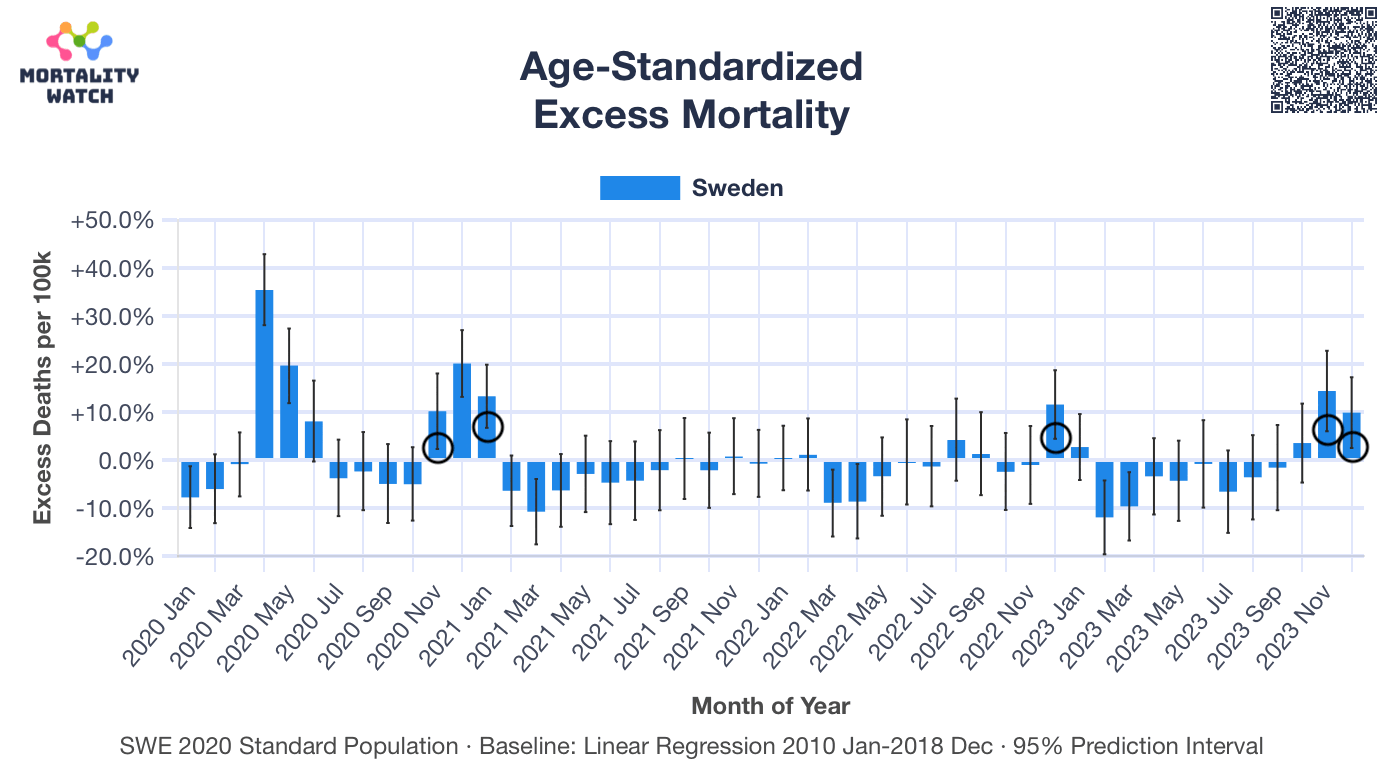 MORTALITY
WATCH
Age-Standardized
Excess Mortality
Sweden
Excess Deaths per 100k
+50.0%
+40.0%
+30.0%
+20.0%
+10.0%
0.0%
-10.0%
-20.0%
2020 Jan
2020 Mar
2020 May
2020 Jul
2020 Sep
2020 Nov
2021 Jan
2021 Mar
2021 May
2021 Jul
2021 Sep
2021 Nov
2022 Jan
2022 Mar
2022 May
2022 Jul
2022 Sep
2022 Nov
2023 Jan
2023 Mar
2023 May
2023 Jul
2023 Sep
2023 Nov
Month of Year
SWE 2020 Standard Population · Baseline: Linear Regression 2010 Jan-2018 Dec · 95% Prediction Interval